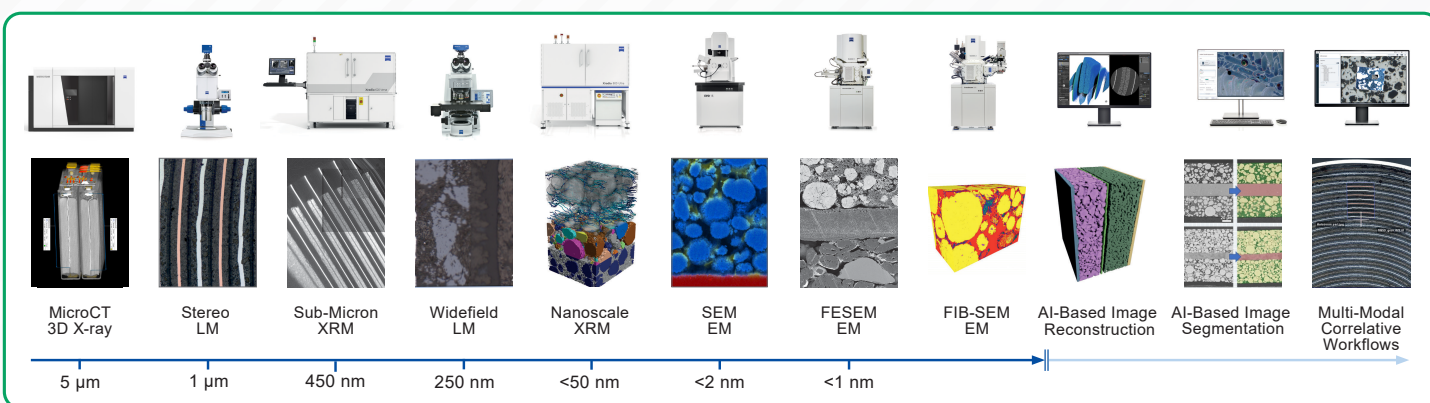 MicroCT
3D X-ray
Stereo
LM
Sub-Micron
XRM
Widefield
LM
Nanoscale
XRM
SEM
EM
FESEM
EM
FIB-SEM
EM
AI-Based Image
Reconstruction
AI-Based Image
Segmentation
Multi-Modal
Correlative
Workflows
5 µm
1 µm
450 nm
250 nm
<50 nm
<2 nm
<1 nm